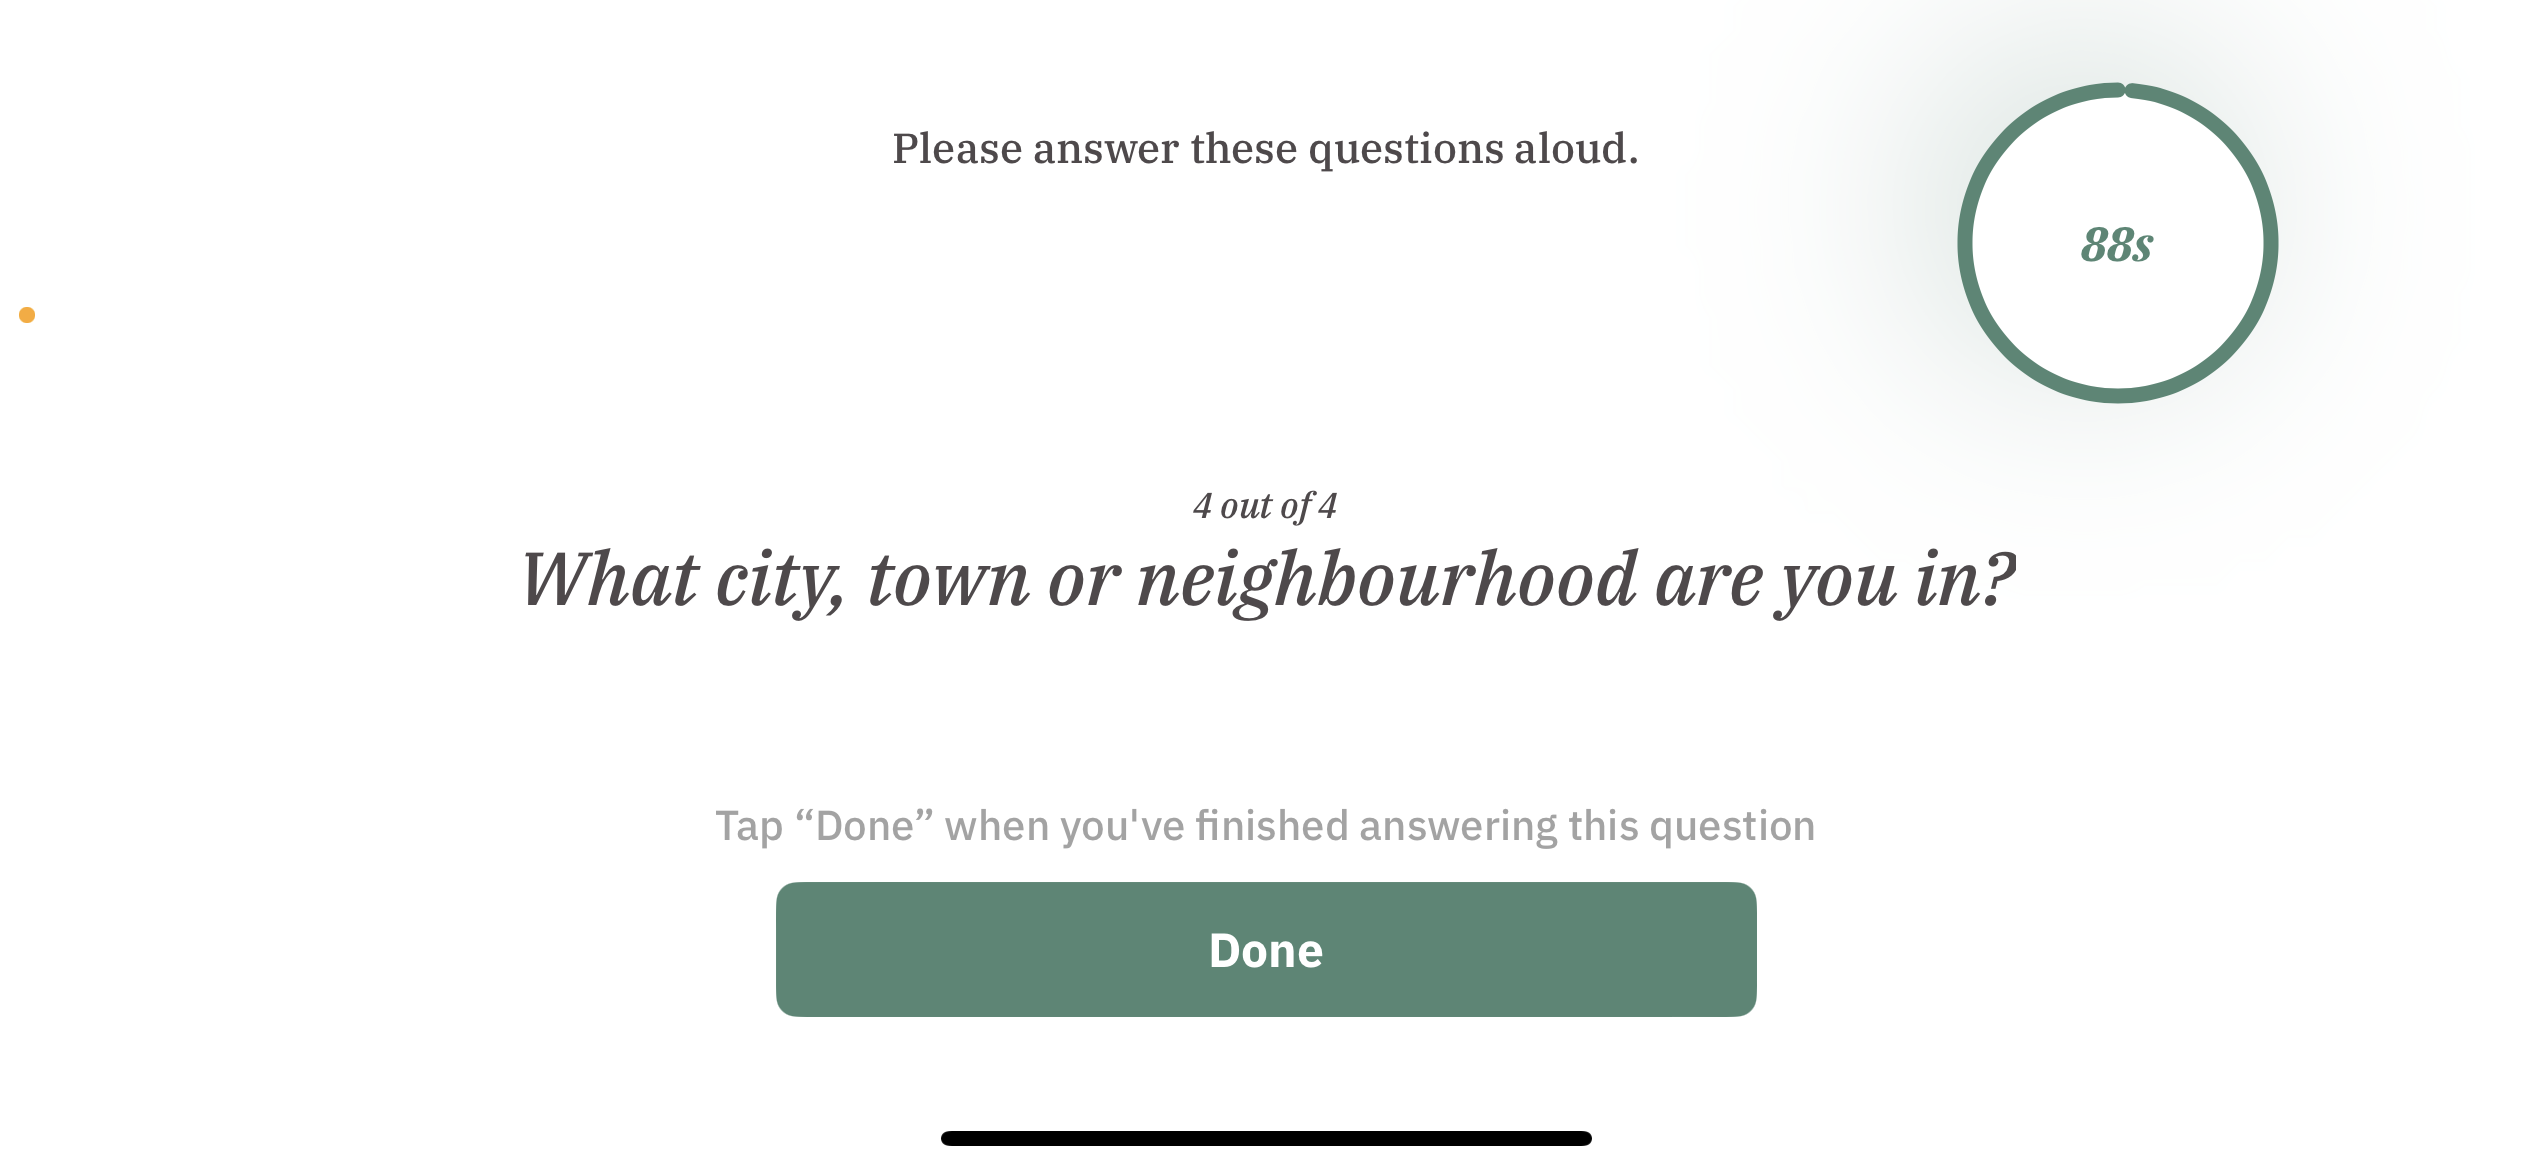 Please answer these questions aloud.
88s
4 out of 4
What city, town or neighbourhood are you in?
Tap “Done” when you've finished answering this question
Done